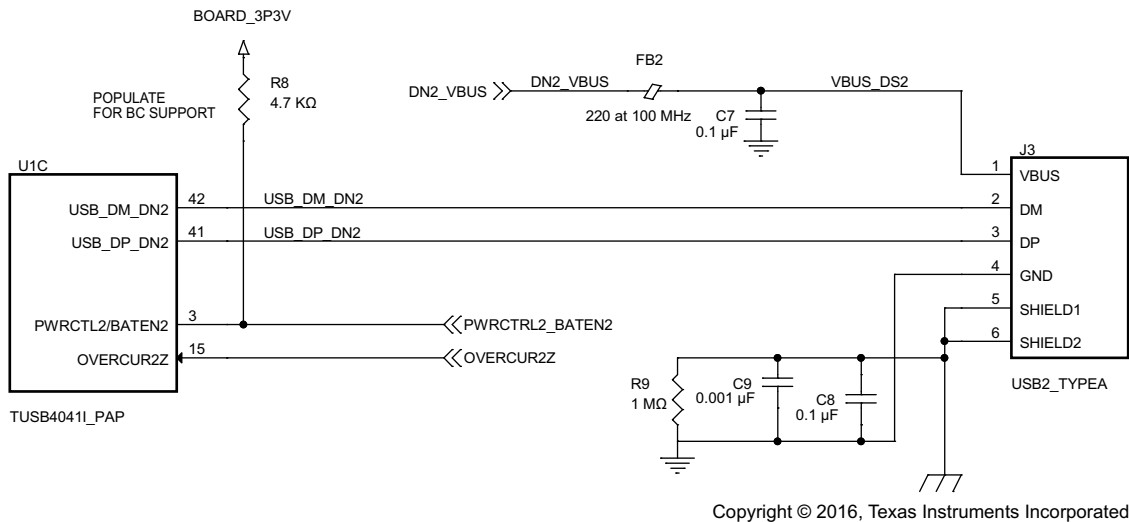 BOARD_3P3V
FB2
R8
4.7 KΩ
POPULATE
FOR BC SUPPORT
DN2_VBUS
DN2_VBUS
VBUS_DS2
220 at 100 MHz
C7
0.1 µF
U1C
J3
1
VBUS
USB_DM_DN2
42
USB_DM_DN2
2
DM
USB_DP_DN2
41
USB_DP_DN2
3
DP
4
GND
PWRCTL2/BATEN2
3
PWRCTRL2_BATEN2
5
SHIELD1
OVERCUR2Z
15
OVERCUR2Z
6
SHIELD2
R9
1 MΩ
C9
0.001 µF
C8
0.1 µF
USB2_TYPEA
TUSB4041I_PAP
Copyright © 2016, Texas Instruments Incorporated